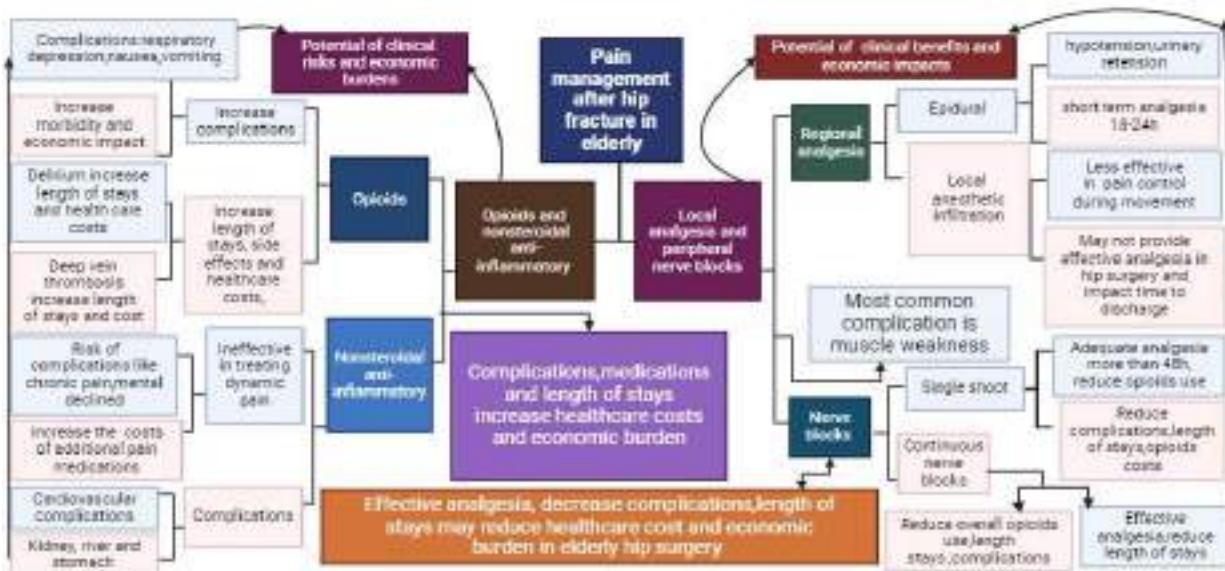 Complications:respiratory
depression,nausea,vomiting
Increase
morbidity and
economic impact
Delirium increase
length of stays
and health care
costs
Deep vein
thrombosis
increase length
of stays and cost
Risk of
complications like
chronic pain,mental
declined
Increase the costs
of additional pain
medications
Cardiovascular
complications
Kidney, river and
stomach
Increase
complications
Increase
length of
stays, side
effects and
healthcare
costs,
Ineffective
in treating
dynamic
pain
Complications
Potential of clinical
risks and economic
burdens
Opioids
Nonsteroidal
anti-
inflammatory
Opioids and
nonsteroidal
anti-
inflammatory
Pain
management
after hip
fracture in
elderly
Local
analgesia and
peripheral
nerve blocks
Complications,medications
and length of stays
increase healthcare costs
and economic burden
Effective analgesia, decrease complications,length of
stays may reduce healthcare cost and economic
burden in elderly hip surgery
Potential of clinical benefits and
economic impacts
Regional
analgesia
Epidural
hypotension,urinary
retension
short term analgesia
18-24h
Local
anesthetic
infiltration
Less effective
in pain control
during movement
May not provide
effective analgesia in
hip surgery and
impact time to
discharge
Most common
complication is
muscle weakness
Nerve
blocks
Single shoot
Adequate analgesia
more than 48h,
reduce opioids use
Reduce
complications,length
of stays,opioids
costs
Continuous
nerve
blocks
Reduce overall opioids
use,length
stays,complications
Effective
analgesia,reduce
length of stays